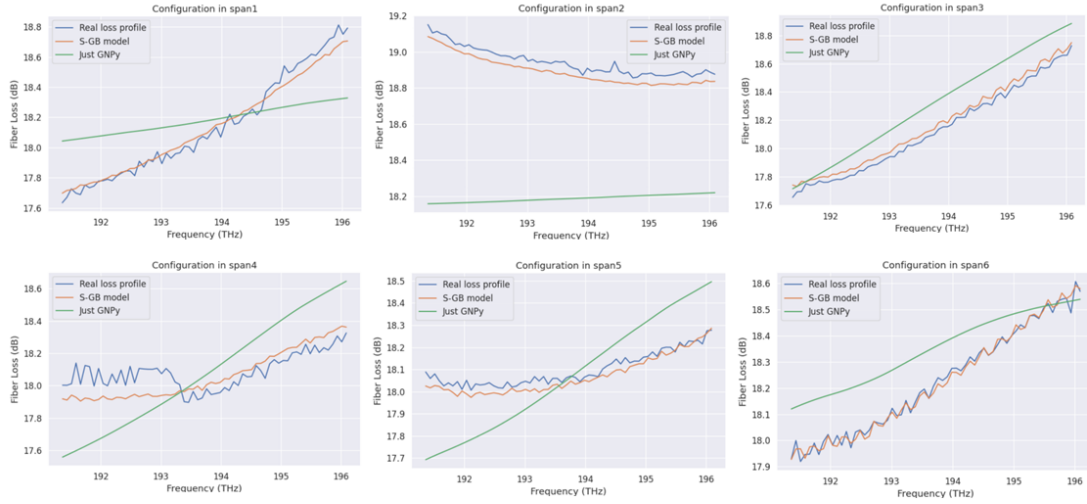 Configuration in span1
Fiber Loss (dB)
18.8
18.6
18.4
18.2
18.0
17.8
17.6
Real loss profile
S-GB model
Just GNPy
192 193 194 195 196
Frequency (THz)
Configuration in span2
Fiber Loss (dB)
19.2
19.0
18.8
18.6
18.4
18.2
Real loss profile
S-GB model
Just GNPy
192 193 194 195 196
Frequency (THz)
Configuration in span3
Fiber Loss (dB)
18.8
18.6
18.4
18.2
18.0
17.8
17.6
Real loss profile
S-GB model
Just GNPy
192 193 194 195 196
Frequency (THz)
Configuration in span4
Fiber Loss (dB)
18.6
18.4
18.2
18.0
17.8
17.6
Real loss profile
S-GB model
Just GNPy
192 193 194 195 196
Frequency (THz)
Configuration in span5
Fiber Loss (dB)
18.5
18.4
18.3
18.2
18.1
18.0
17.9
17.8
17.7
Real loss profile
S-GB model
Just GNPy
192 193 194 195 196
Frequency (THz)
Configuration in span6
Fiber Loss (dB)
18.6
18.5
18.4
18.3
18.2
18.1
18.0
17.9
Real loss profile
S-GB model
Just GNPy
192 193 194 195 196
Frequency (THz)